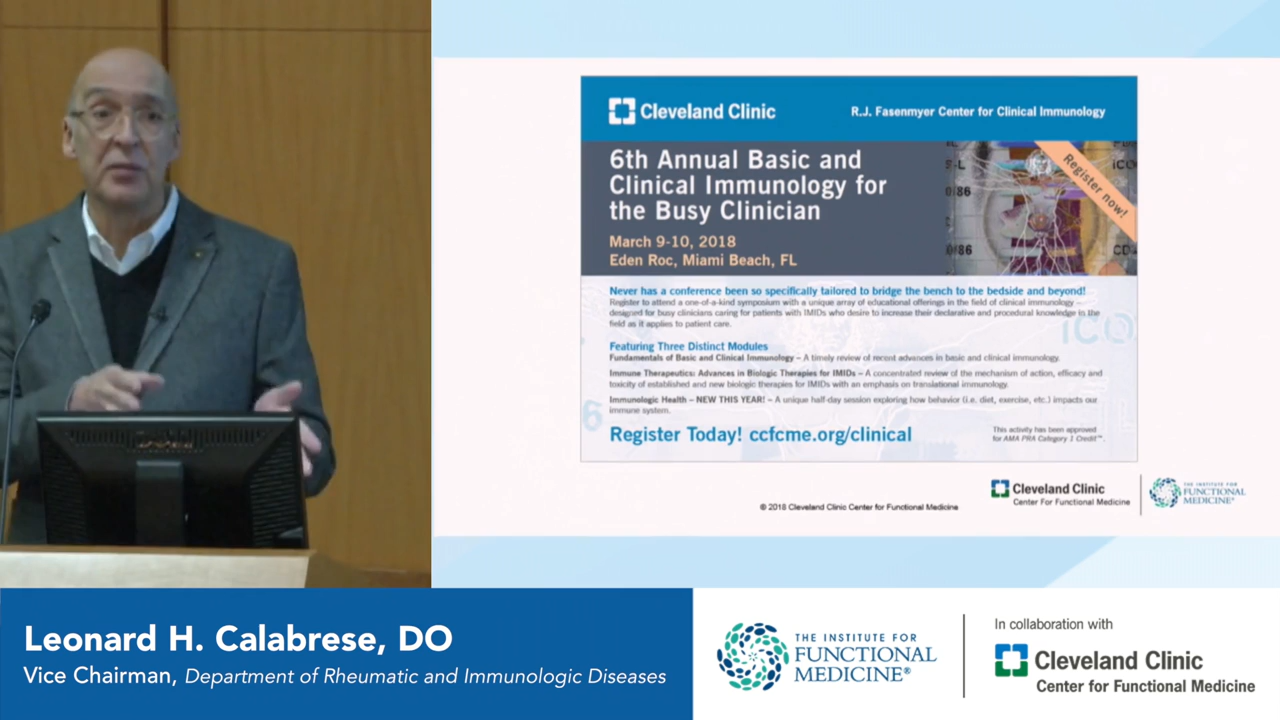 Cleveland Clinic
R.J. Fasenmyer Center for Clinical Immunology
6th Annual Basic and
Clinical Immunology for
the Busy Clinician
March 9-10, 2018
Eden Roc, Miami Beach, FL
Register now!
Never has a conference been so specifically tailored to bridge the bench to the bedside and beyond!
Register to attend a one-of-a-kind symposium with a unique array of educational offerings in the field of clinical immunology –
designed for busy clinicians caring for patients with IMIDs who desire to increase their declarative and procedural knowledge in the
field as it applies to patient care.
Featuring Three Distinct Modules
Fundamentals of Basic and Clinical Immunology – A timely review of recent advances in basic and clinical immunology.
Immune Therapeutics: Advances in Biologic Therapies for IMIDs – A concentrated review of the mechanism of action, efficacy and
toxicity of established and new biologic therapies for IMIDs with an emphasis on translational immunology.
Immunologic Health – NEW THIS YEAR! – A unique half-day session exploring how behavior (i.e. diet, exercise, etc.) impacts our
immune system.
Register Today! ccfcme.org/clinical
This activity has been approved
for AMA PRA Category 1 Credit™.
© 2018 Cleveland Clinic Center for Functional Medicine
Cleveland Clinic
Center For Functional Medicine
THE INSTITUTE FOR
FUNCTIONAL
MEDICINE®
Leonard H. Calabrese, DO
Vice Chairman, Department of Rheumatic and Immunologic Diseases
THE INSTITUTE FOR
FUNCTIONAL
MEDICINE®
In collaboration with
Cleveland Clinic
Center for Functional Medicine